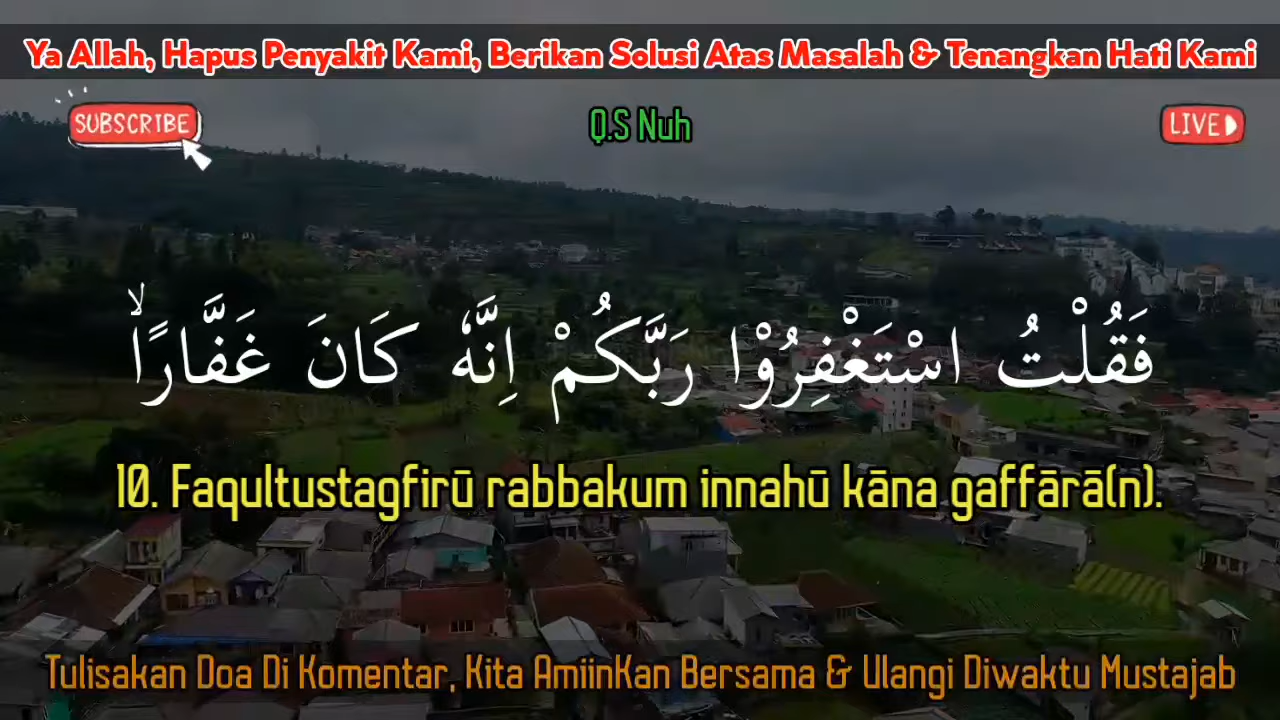 Ya Allah, Hapus Penyakit Kami, Berikan Solusi Atas Masalah & Tenangkan Hati Kami
SUBSCRIBE
Q.S Nuh
LIVE
فَقُلْتُ اسْتَغْفِرُوْا رَبَّكُمْ اِنَّهٗ كَانَ غَفَّارًاۙ
10. Faqultustagfirū rabbakum innahū kāna gaffārā(n).
Tulisakan Doa Di Komentar, Kita AmiinKan Bersama & Ulangi Diwaktu Mustajab